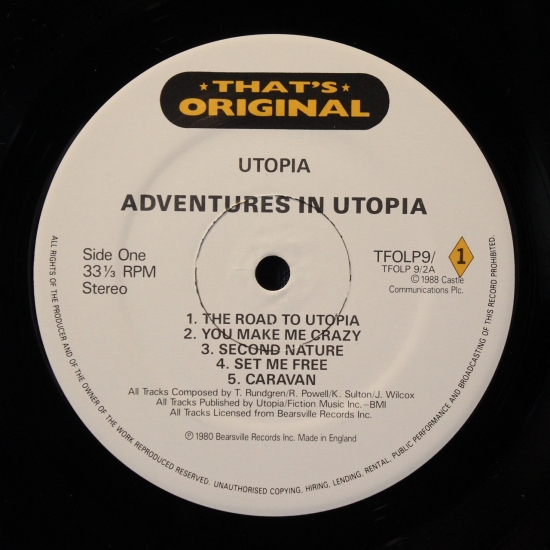 THAT'S
ORIGINAL
UTOPIA
ADVENTURES IN UTOPIA
Side One
33⅓ RPM
Stereo
TFOLP9/ 1
TFOLP 9/2A
© 1988 Castle
Communications Plc.
1. THE ROAD TO UTOPIA
2. YOU MAKE ME CRAZY
3. SECOND NATURE
4. SET ME FREE
5. CARAVAN
All Tracks Composed by T. Rundgren/R. Powell/K. Sulton/J. Wilcox
All Tracks Published by Utopia/Fiction Music Inc.–BMI
All Tracks Licensed from Bearsville Records Inc.
℗ 1980 Bearsville Records Inc. Made in England
ALL RIGHTS OF THE PRODUCER AND OF THE OWNER OF THE WORK REPRODUCED RESERVED. UNAUTHORISED COPYING, HIRING, LENDING, RENTAL, PUBLIC PERFORMANCE AND BROADCASTING OF THIS RECORD PROHIBITED.